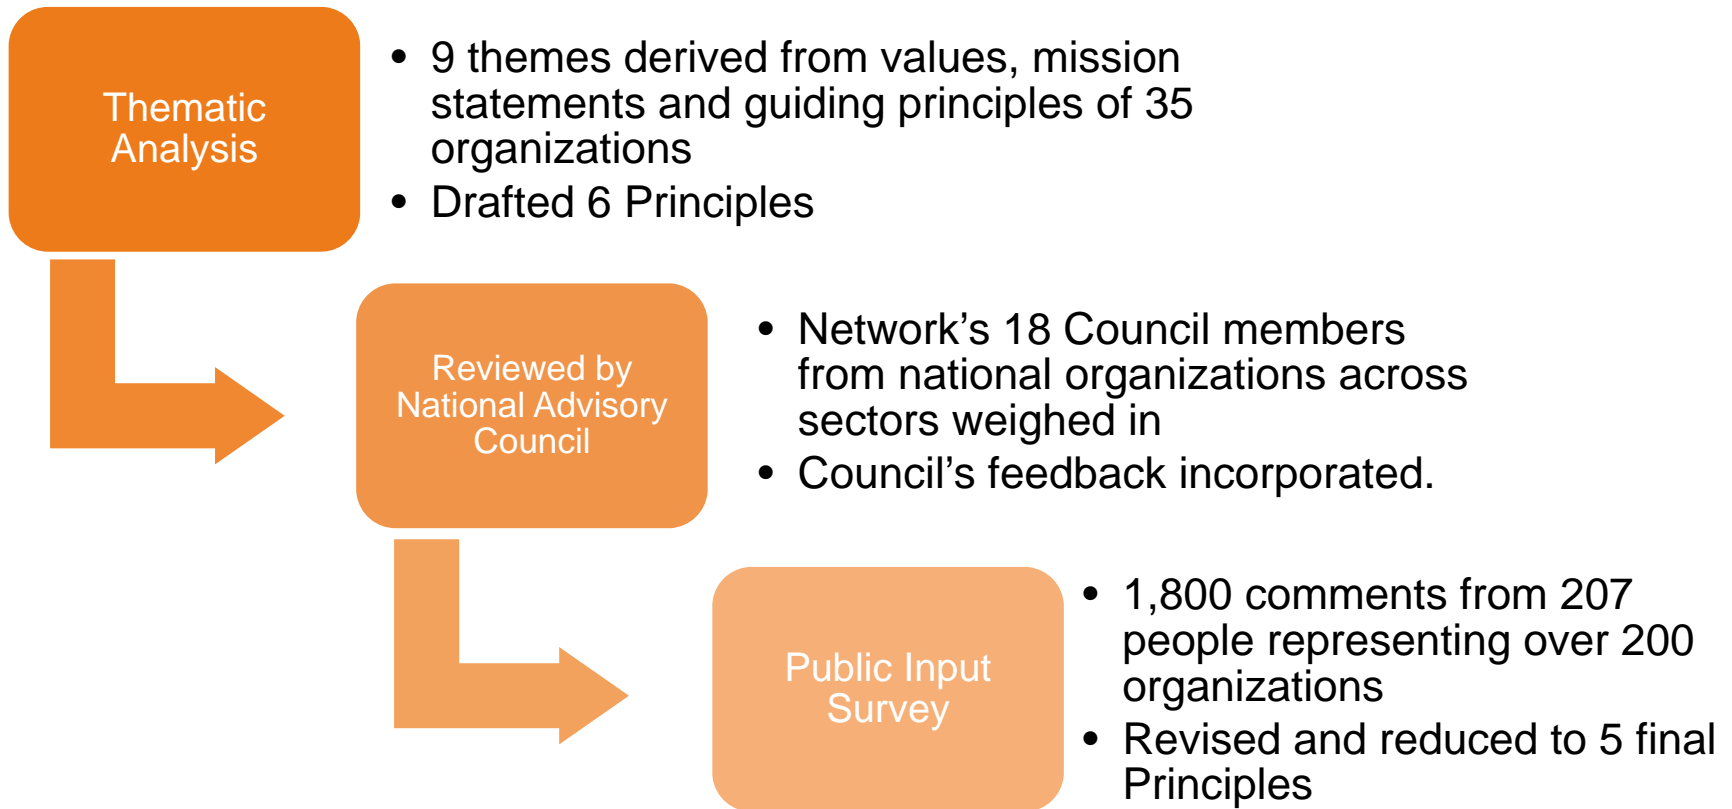 Thematic
Analysis
• 9 themes derived from values, mission
statements and guiding principles of 35
organizations
• Drafted 6 Principles
Reviewed by
National Advisory
Council
• Network’s 18 Council members
from national organizations across
sectors weighed in
• Council’s feedback incorporated.
Public Input
Survey
• 1,800 comments from 207
people representing over 200
organizations
• Revised and reduced to 5 final
Principles